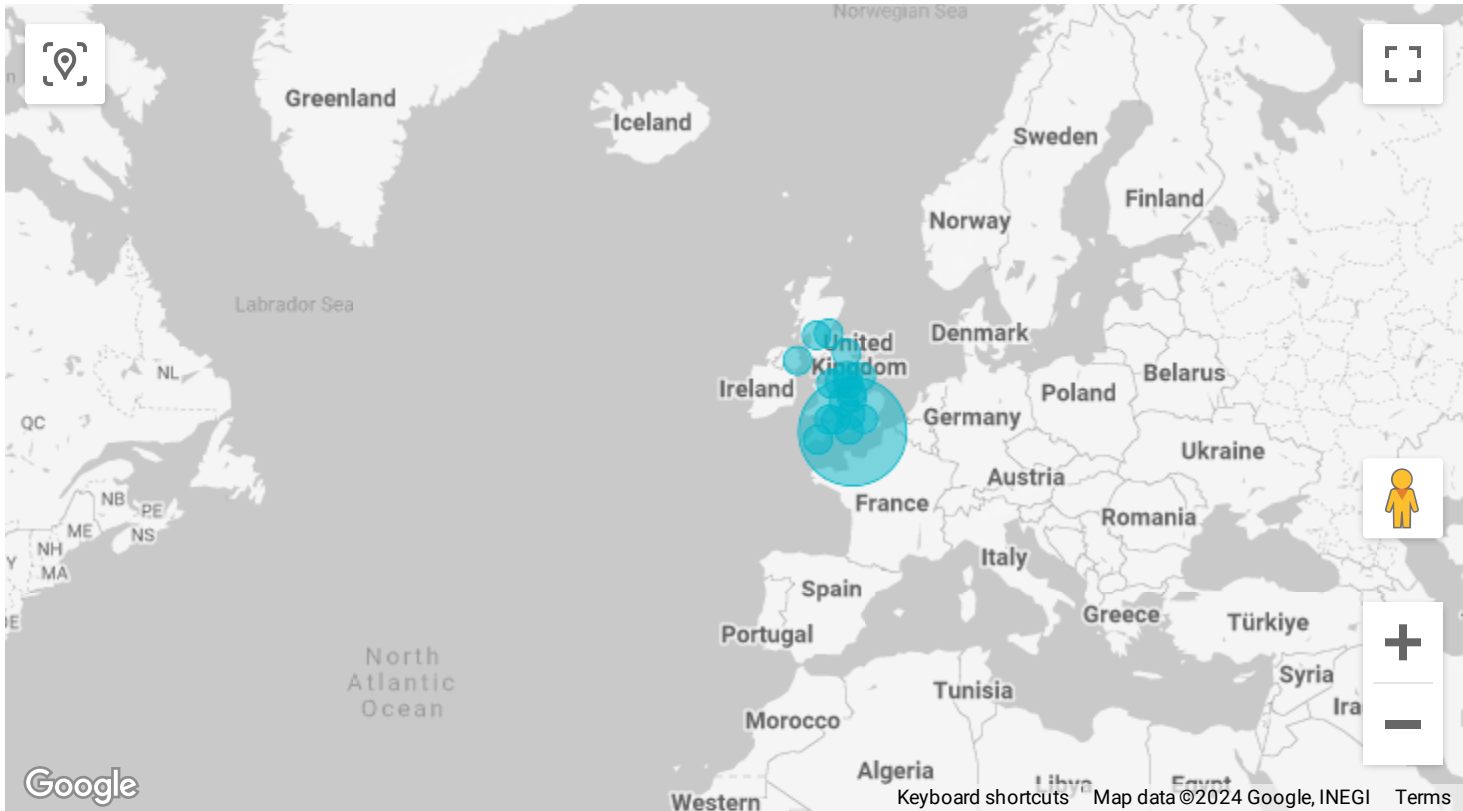 Norwegian Sea
Greenland
Iceland
Sweden
Finland
Norway
Labrador Sea
United
Kingdom
Denmark
NL
Ireland
Belarus
Poland
Germany
QC
Ukraine
Austria
NB
PE
France
Romania
ME
NS
NH
MA
Italy
Spain
Greece
Türkiye
Portugal
North
Atlantic
Ocean
Syria
Tunisia
Morocco
Algeria
Libya
Egypt
Western
Google
Keyboard shortcuts Map data ©2024 Google, INEGI Terms